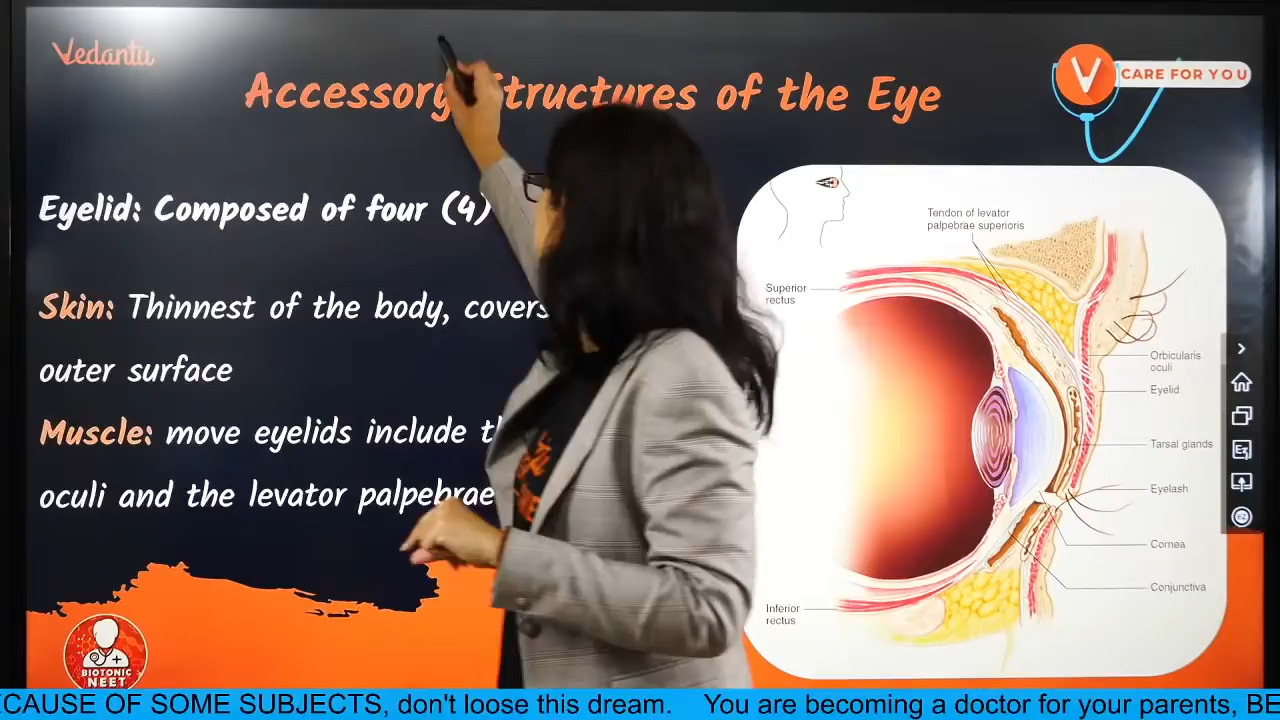 Vedantu
CARE FOR YOU
Accessory Structures of the Eye
Eyelid: Composed of four (4)
Skin: Thinnest of the body, covers
outer surface
Muscle: move eyelids include
oculi and the levator palpebrae
Tendon of levator
palpebrae superioris
Superior
rectus
Orbicularis
oculi
Eyelid
Tarsal glands
Eyelash
Cornea
Conjunctiva
Inferior
rectus
BIOTONIC
NEET
OF SOME SUBJECTS, don't loose this dream. You are becoming a doctor for your parents,